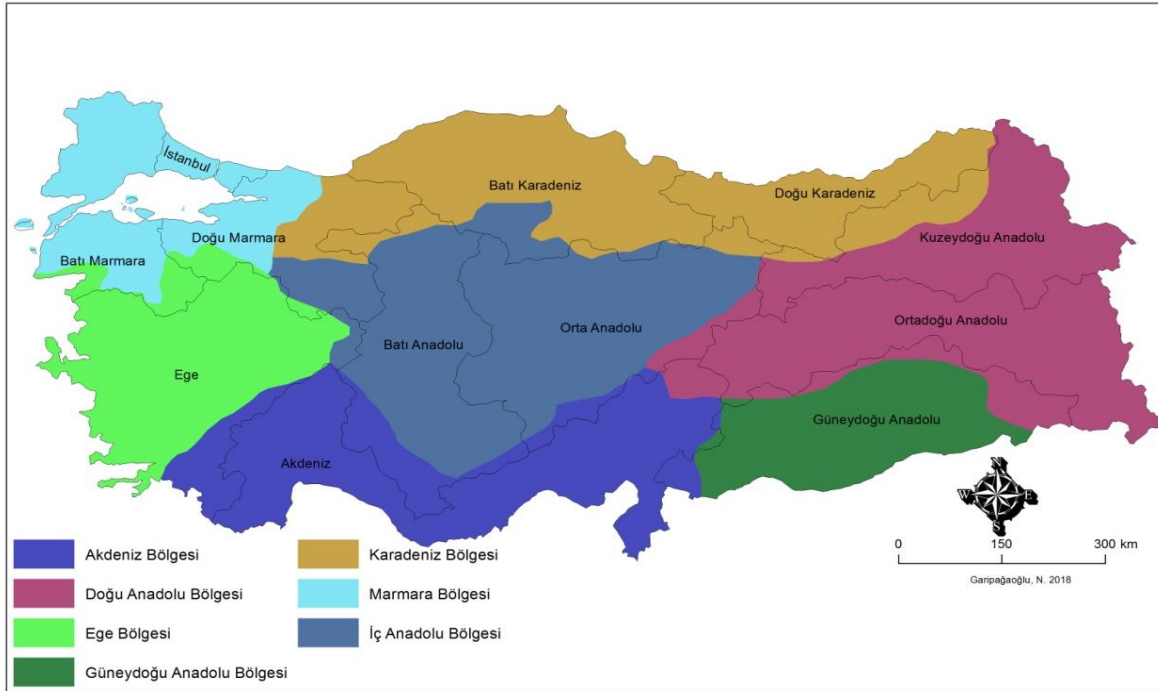 İstanbul
Batı Karadeniz
Doğu Karadeniz
Doğu Marmara
Kuzeydoğu Anadolu
Batı Marmara
Ortadoğu Anadolu
Orta Anadolu
Batı Anadolu
Ege
Güneydoğu Anadolu
Akdeniz
N
W E
S
Akdeniz Bölgesi
Doğu Anadolu Bölgesi
Ege Bölgesi
Güneydoğu Anadolu Bölgesi
Karadeniz Bölgesi
Marmara Bölgesi
İç Anadolu Bölgesi
0 150 300 km
Garipağaoğlu, N. 2018